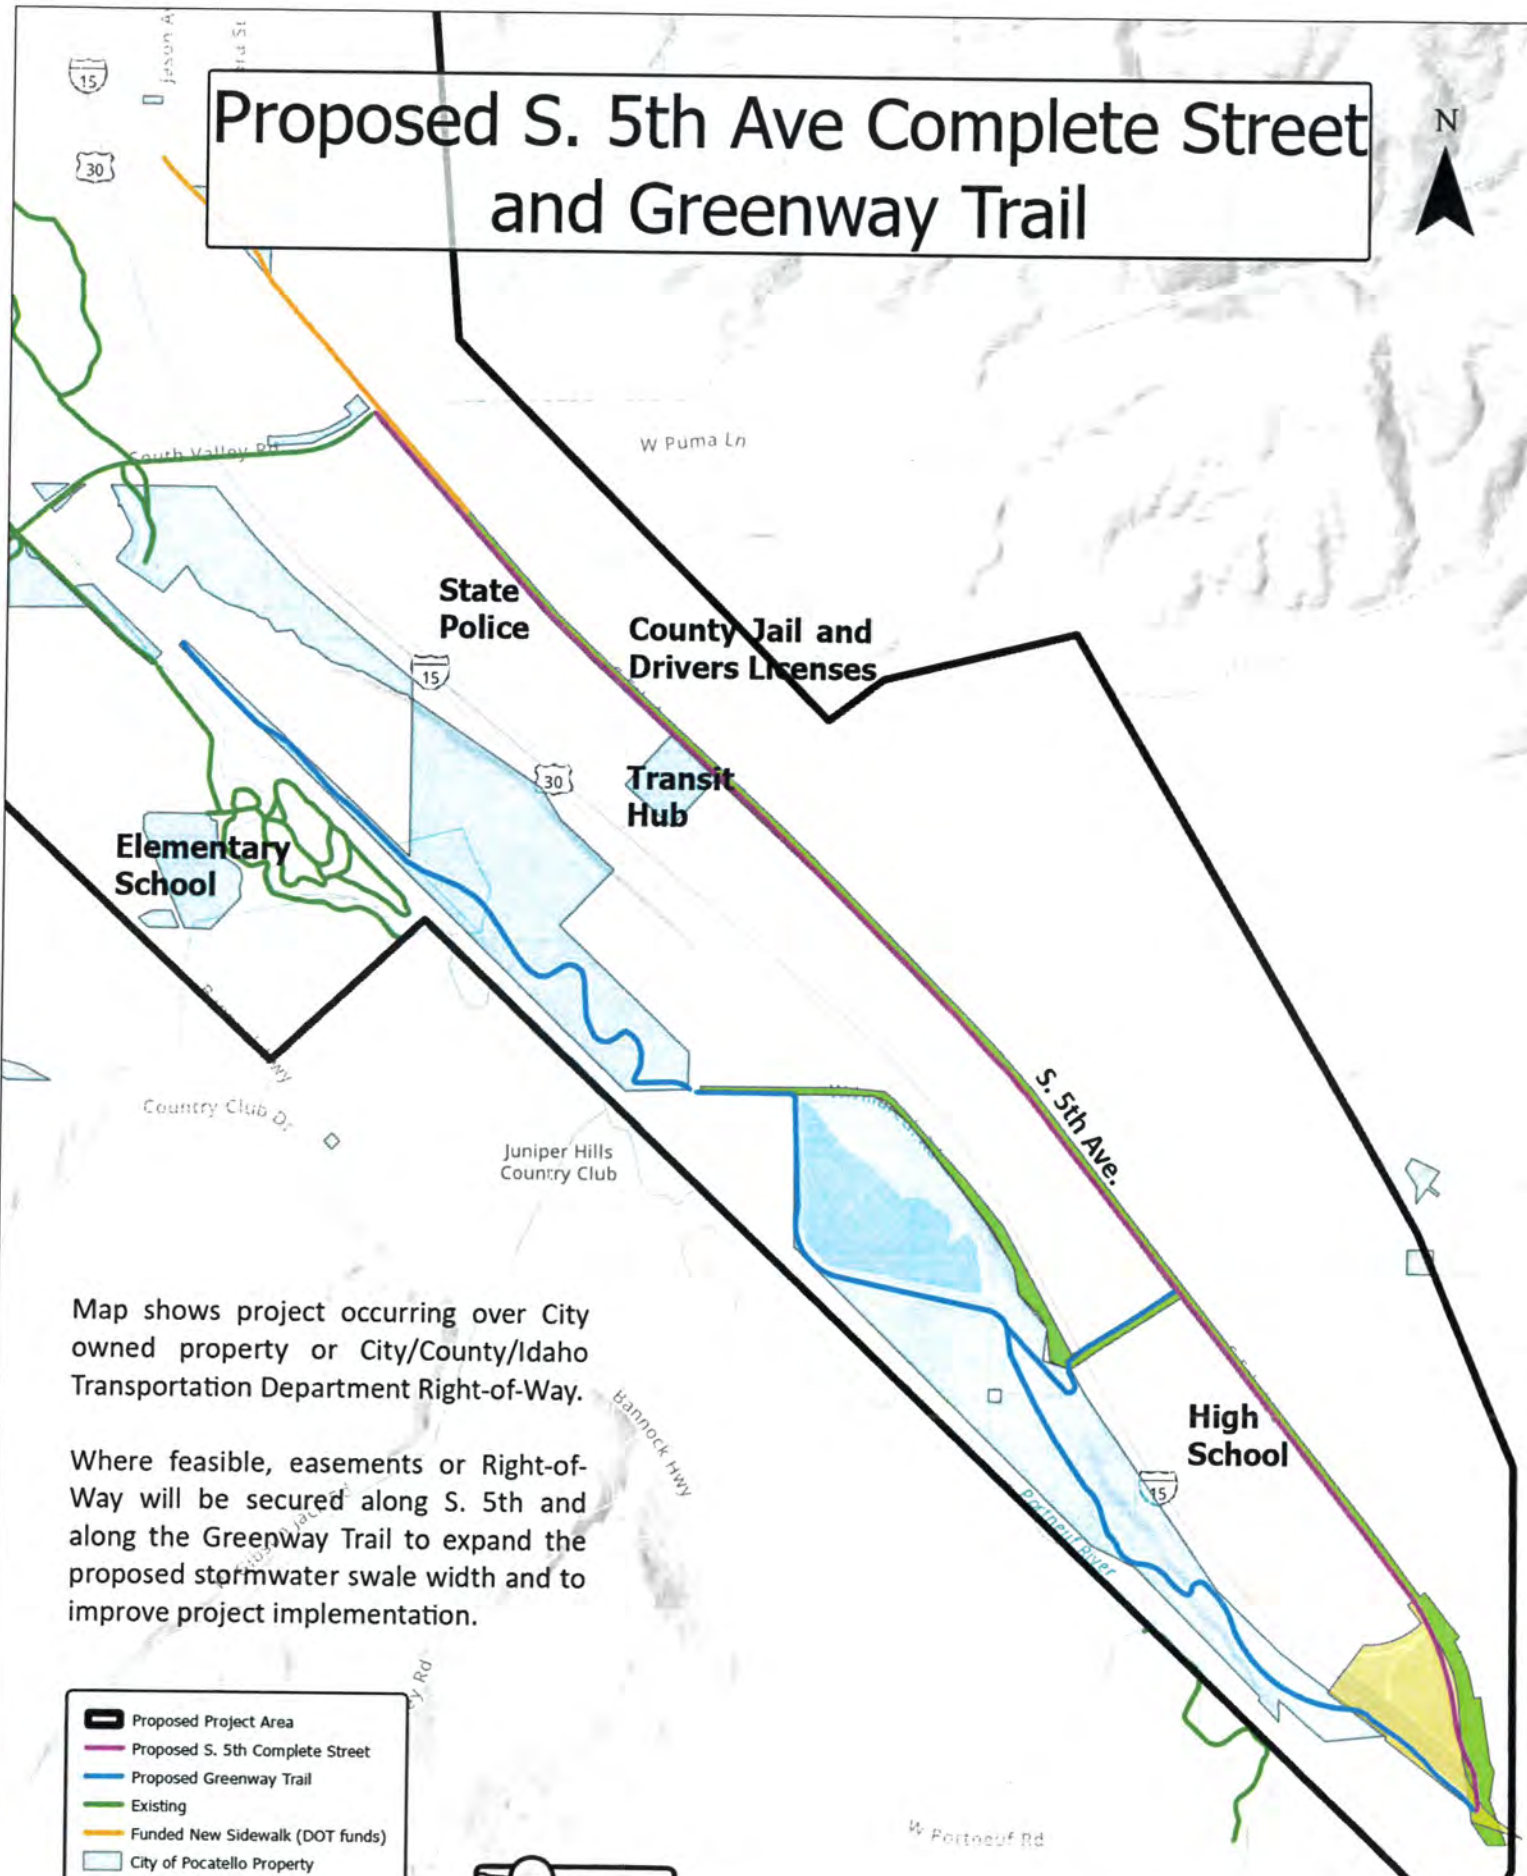 Jason A
15
30
Proposed S. 5th Ave Complete Street
and Greenway Trail
N
South Valley Rd
W Puma Ln
State
Police
County Jail and
Drivers Licenses
15
30
Transit
Hub
Elementary
School
Country Club Dr
Juniper Hills
Country Club
S. 5th Ave.
Map shows project occurring over City
owned property or City/County/Idaho
Transportation Department Right-of-Way.
Where feasible, easements or Right-of-
Way will be secured along S. 5th and
along the Greenway Trail to expand the
proposed stormwater swale width and to
improve project implementation.
Bannock Hwy
High
School
15
Portneuf River
W Portneuf Rd
Proposed Project Area
Proposed S. 5th Complete Street
Proposed Greenway Trail
Existing
Funded New Sidewalk (DOT funds)
City of Pocatello Property